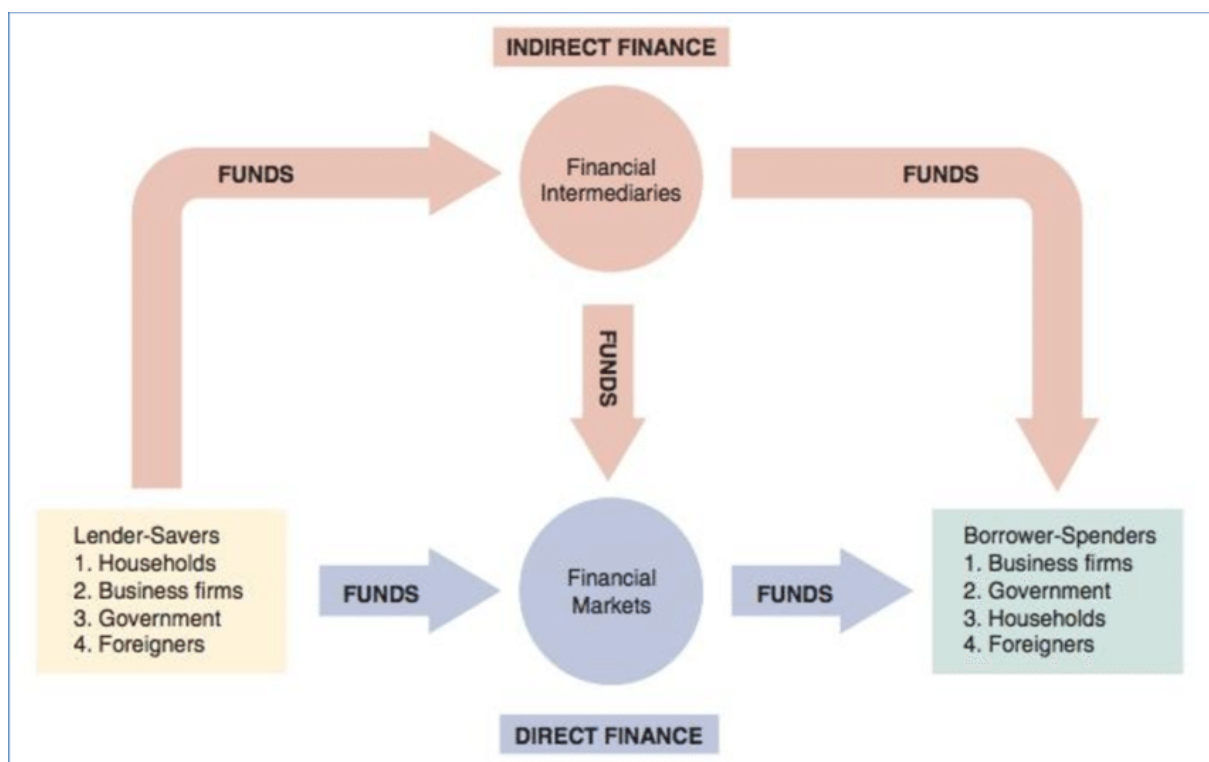 INDIRECT FINANCE
Financial
Intermediaries
FUNDS
FUNDS
FUNDS
Lender-Savers
1. Households
2. Business firms
3. Government
4. Foreigners
FUNDS
Financial
Markets
FUNDS
Borrower-Spenders
1. Business firms
2. Government
3. Households
4. Foreigners
DIRECT FINANCE